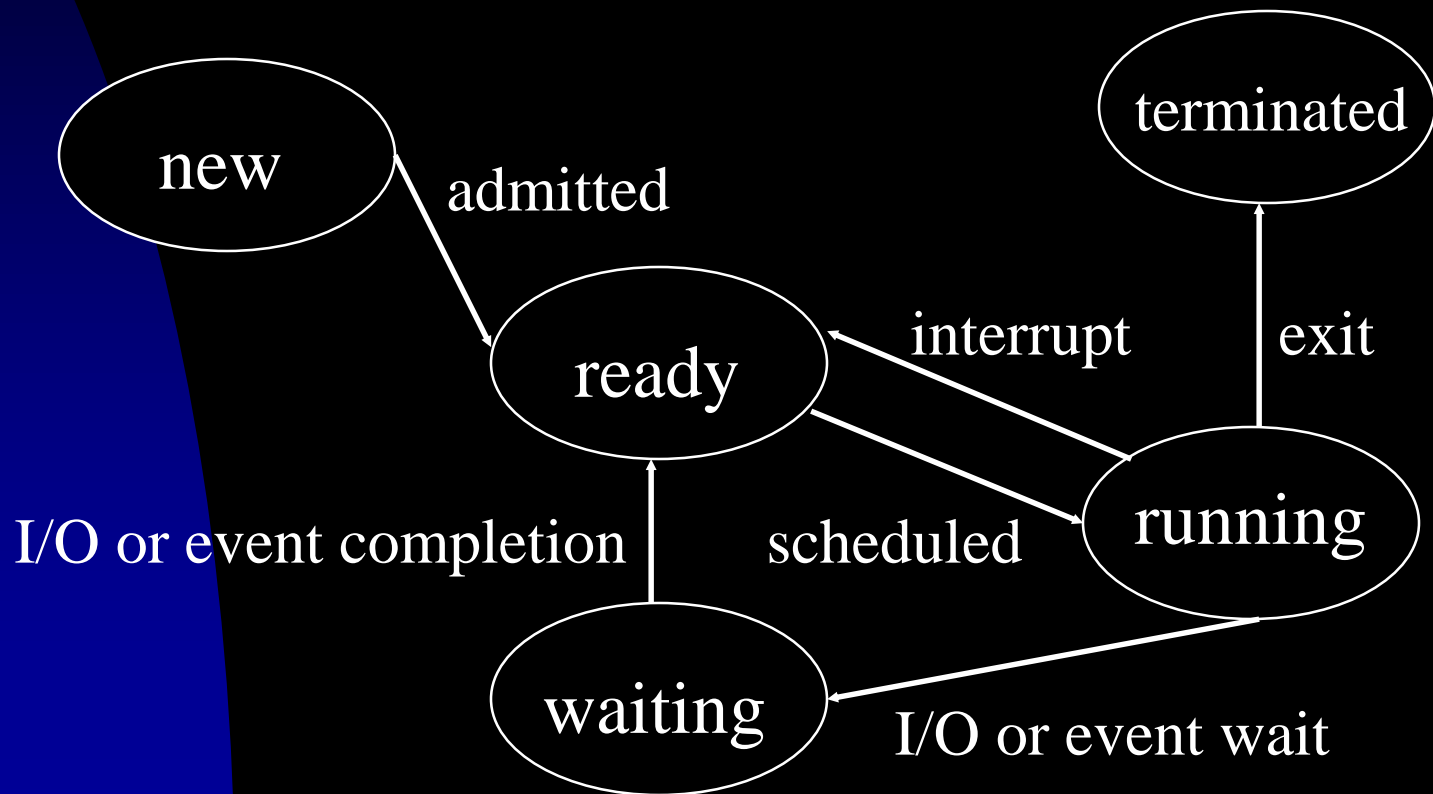 terminated
new
admitted
interrupt
exit
ready
running
I/O or event completion
scheduled
waiting
I/O or event wait